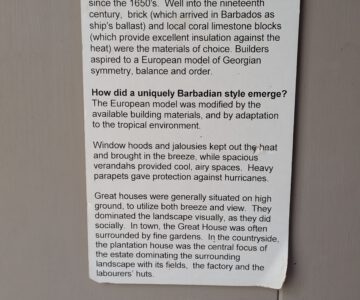 since the 1650's. Well into the nineteenth
century, brick (which arrived in Barbados as
ship's ballast) and local coral limestone blocks
(which provide excellent insulation against the
heat) were the materials of choice. Builders
aspired to a European model of Georgian
symmetry, balance and order.
How did a uniquely Barbadian style emerge?
The European model was modified by the
available building materials, and by adaptation
to the tropical environment.
Window hoods and jalousies kept out the heat
and brought in the breeze, while spacious
verandahs provided cool, airy spaces. Heavy
parapets gave protection against hurricanes.
Great houses were generally situated on high
ground, to utilize both breeze and view. They
dominated the landscape visually, as they did
socially. In town, the Great House was often
surrounded by fine gardens. In the countryside,
the plantation house was the central focus of
the estate dominating the surrounding
landscape with its fields, the factory and the
labourers' huts.